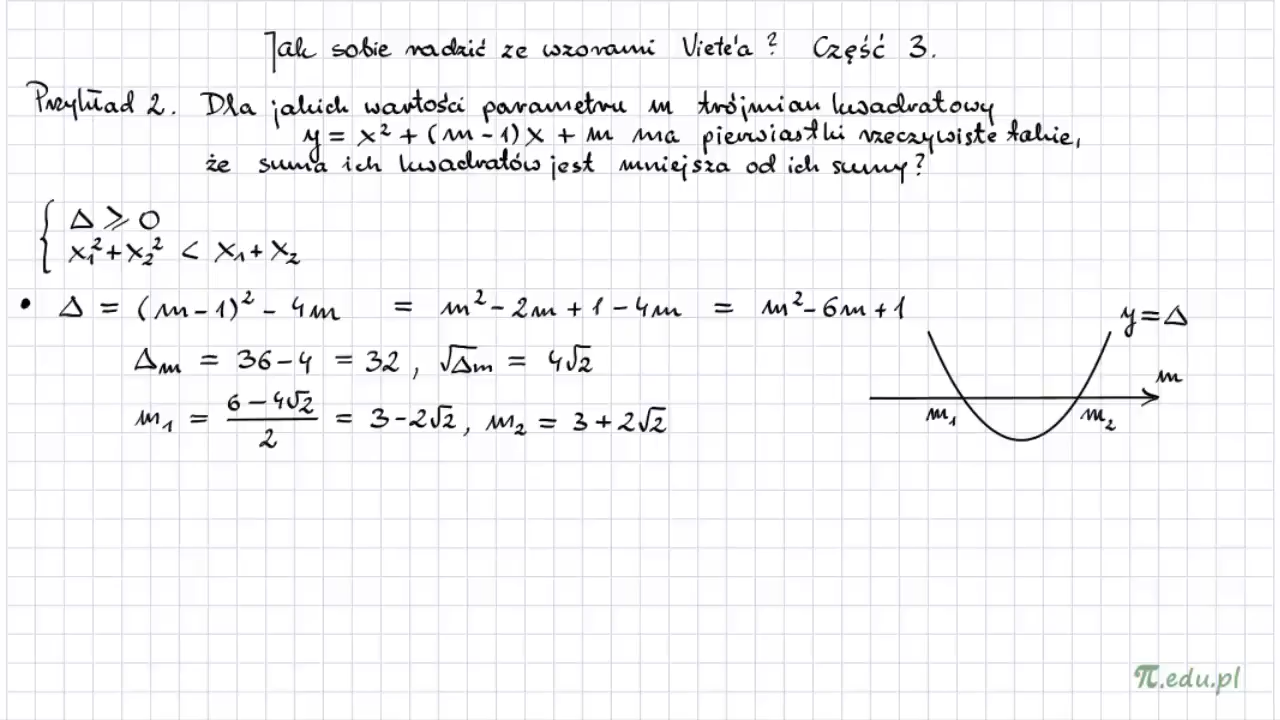 Jak sobie radzić ze wzorami Viete'a? Część 3.
Przykład 2. Dla jakich wartości parametru m trójmian kwadratowy
y = x² + (m-1)x + m ma pierwiastki rzeczywiste takie,
że suma ich kwadratów jest mniejsza od ich sumy?
Δ ⩾ 0
x₁² + x₂² < x₁ + x₂
• Δ = (m-1)² - 4m = m² - 2m + 1 - 4m = m² - 6m + 1
y = Δ
Δₘ = 36 - 4 = 32, √Δₘ = 4√2
m
m₁ = (6 - 4√2)/2 = 3 - 2√2, m₂ = 3 + 2√2
m₁ m₂
π.edu.pl